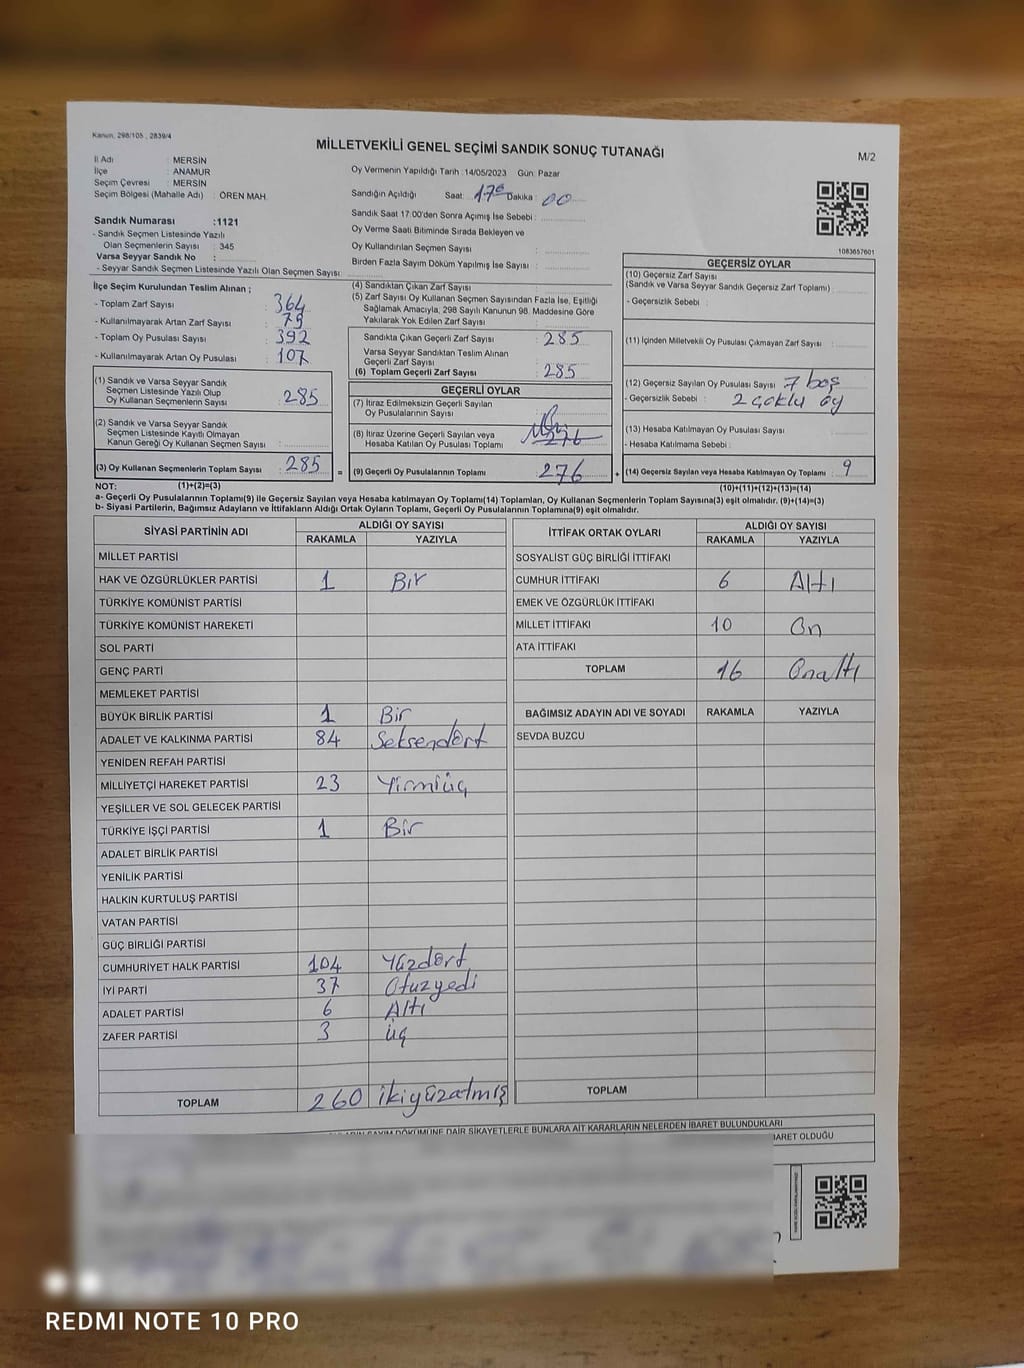 Kanun, 298/105 , 2839/4
MİLLETVEKİLİ GENEL SEÇİMİ SANDIK SONUÇ TUTANAĞI
M/2
İl Adı : MERSİN
İlçe : ANAMUR
Seçim Çevresi : MERSİN
Seçim Bölgesi (Mahalle Adı) : ÖREN MAH.
Sandık Numarası :1121
- Sandık Seçmen Listesinde Yazılı
Olan Seçmenlerin Sayısı : 345
Varsa Seyyar Sandık No :
- Seyyar Sandık Seçmen Listesinde Yazılı Olan Seçmen Sayısı:
Oy Vermenin Yapıldığı Tarih :14/05/2023 Gün: Pazar
Sandığın Açıldığı Saat: Dakika: 00
Sandık Saat 17.00'den Sonra Açımış İse Sebebi :
Oy Verme Saati Bitiminde Sırada Bekleyen ve
Oy Kullandırılan Seçmen Sayısı :
Birden Fazla Sayım Döküm Yapılmış İse Sayısı :
1083657601
İlçe Seçim Kurulundan Teslim Alınan ;
- Toplam Zarf Sayısı : 364
- Kullanılmayarak Artan Zarf Sayısı : 79
- Toplam Oy Pusulası Sayısı : 392
- Kullanılmayarak Artan Oy Pusulası : 107
(1) Sandık ve Varsa Seyyar Sandık
Seçmen Listesinde Yazılı Olup
Oy Kullanan Seçmenlerin Sayısı : 285
(2) Sandık ve Varsa Seyyar Sandık
Seçmen Listesinde Kayıtlı Olmayan
Kanun Gereği Oy Kullanan Seçmen Sayısı :
(3) Oy Kullanan Seçmenlerin Toplam Sayısı : 285
(4) Sandıktan Çıkan Zarf Sayısı :
(5) Zarf Sayısı Oy Kullanan Seçmen Sayısından Fazla İse, Eşitliği
Sağlamak Amacıyla, 298 Sayılı Kanunun 98. Maddesine Göre
Yakılarak Yok Edilen Zarf Sayısı :
Sandıkta Çıkan Geçerli Zarf Sayısı : 285
Varsa Seyyar Sandıktan Teslim Alınan
Geçerli Zarf Sayısı :
(6) Toplam Geçerli Zarf Sayısı : 285
GEÇERLİ OYLAR
(7) İtiraz Edilmeksizin Geçerli Sayılan
Oy Pusulalarının Sayısı :
(8) İtiraz Üzerine Geçerli Sayılan veya
Hesaba Katılan Oy Pusulası Toplamı : 276
= (9) Geçerli Oy Pusulalarının Toplamı : 276
GEÇERSİZ OYLAR
(10) Geçersiz Zarf Sayısı
(Sandık ve Varsa Seyyar Sandık Geçersiz Zarf Toplamı) :
- Geçersizlik Sebebi :
(11) İçinden Milletvekili Oy Pusulası Çıkmayan Zarf Sayısı :
(12) Geçersiz Sayılan Oy Pusulası Sayısı : 7 boş
- Geçersizlik Sebebi : 2 çoklu oy
(13) Hesaba Katılmayan Oy Pusulası Sayısı :
- Hesaba Katılmama Sebebi :
+ (14) Geçersiz Sayılan veya Hesaba Katılmayan Oy Toplamı : 9
NOT: (1)+(2)=(3) (10)+(11)+(12)+(13)=(14)
a- Geçerli Oy Pusulalarının Toplamı(9) ile Geçersiz Sayılan veya Hesaba katılmayan Oy Toplamı(14) Toplamları, Oy Kullanan Seçmenlerin Toplam Sayısına(3) eşit olmalıdır. (9)+(14)=(3)
b- Siyasi Partilerin, Bağımsız Adayların ve İttifakların Aldığı Ortak Oyların Toplamı, Geçerli Oy Pusulalarının Toplamına(9) eşit olmalıdır.
SİYASİ PARTİNİN ADI ALDIĞI OY SAYISI
RAKAMLA YAZIYLA
MİLLET PARTİSİ
HAK VE ÖZGÜRLÜKLER PARTİSİ 1 Bir
TÜRKİYE KOMÜNİST PARTİSİ
TÜRKİYE KOMÜNİST HAREKETİ
SOL PARTİ
GENÇ PARTİ
MEMLEKET PARTİSİ
BÜYÜK BİRLİK PARTİSİ 1 Bir
ADALET VE KALKINMA PARTİSİ 84 Seksendört
YENİDEN REFAH PARTİSİ
MİLLİYETÇİ HAREKET PARTİSİ 23 Yirmiüç
YEŞİLLER VE SOL GELECEK PARTİSİ
TÜRKİYE İŞÇİ PARTİSİ 1 Bir
ADALET BİRLİK PARTİSİ
YENİLİK PARTİSİ
HALKIN KURTULUŞ PARTİSİ
VATAN PARTİSİ
GÜÇ BİRLİĞİ PARTİSİ
CUMHURİYET HALK PARTİSİ 104 Yüzdört
İYİ PARTİ 37 Otuzyedi
ADALET PARTİSİ 6 Altı
ZAFER PARTİSİ 3 üç
TOPLAM 260 ikiyüzatmış
İTTİFAK ORTAK OYLARI ALDIĞI OY SAYISI
RAKAMLA YAZIYLA
SOSYALİST GÜÇ BİRLİĞİ İTTİFAKI
CUMHUR İTTİFAKI 6 Altı
EMEK VE ÖZGÜRLÜK İTTİFAKI
MİLLET İTTİFAKI 10 On
ATA İTTİFAKI
TOPLAM 16 Onaltı
BAĞIMSIZ ADAYIN ADI VE SOYADI RAKAMLA YAZIYLA
SEVDA BUZCU
TOPLAM
SAYIM DÖKÜMÜNE DAİR ŞİKAYETLERLE BUNLARA AİT KARARLARIN NELERDEN İBARET BULUNDUKLARI
İBARET OLDUĞU
REDMI NOTE 10 PRO